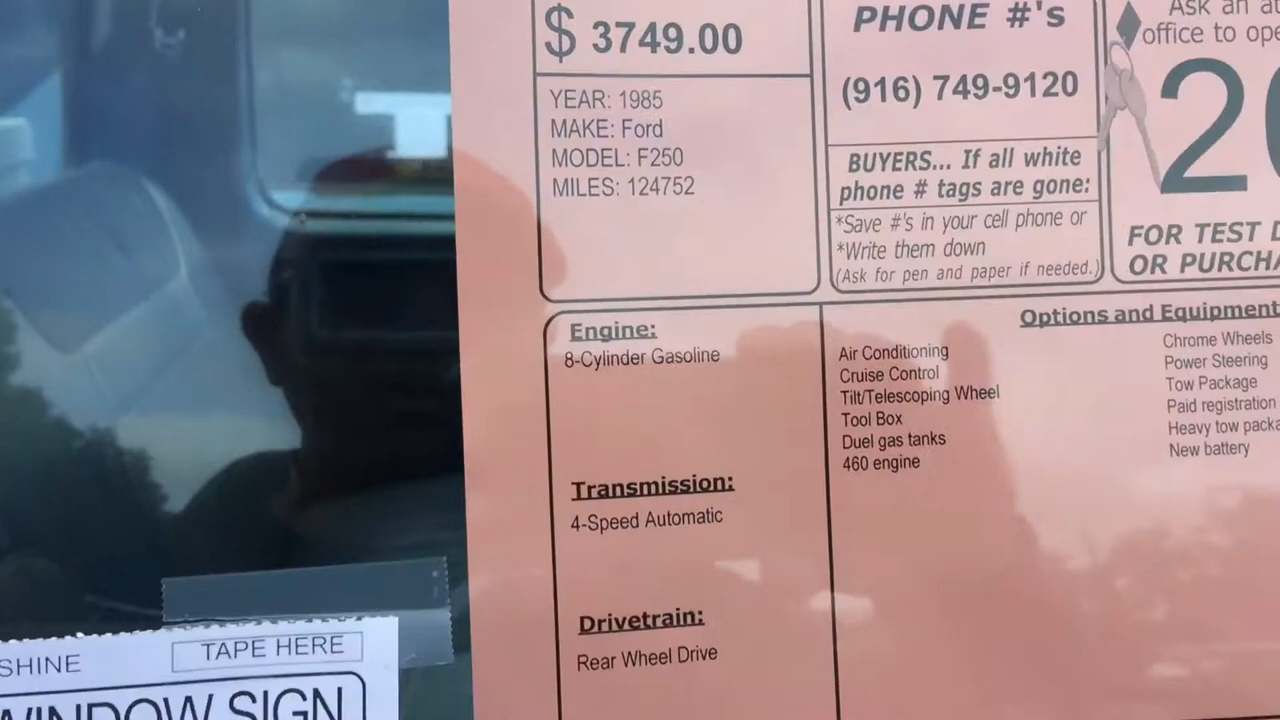 $ 3749.00
YEAR: 1985
MAKE: Ford
MODEL: F250
MILES: 124752
PHONE #'s
(916) 749-9120
BUYERS... If all white
phone # tags are gone:
*Save #'s in your cell phone or
*Write them down
(Ask for pen and paper if needed.)
Ask an
office to
FOR TEST
OR
Engine:
8-Cylinder Gasoline
Transmission:
4-Speed Automatic
Drivetrain:
Rear Wheel Drive
Options and Equipment
Air Conditioning
Cruise Control
Tilt/Telescoping Wheel
Tool Box
Duel gas tanks
460 engine
Chrome Wheels
Power Steering
Tow Package
Paid registration
Heavy tow
New battery
SHINE
TAPE HERE
WINDOW SIGN